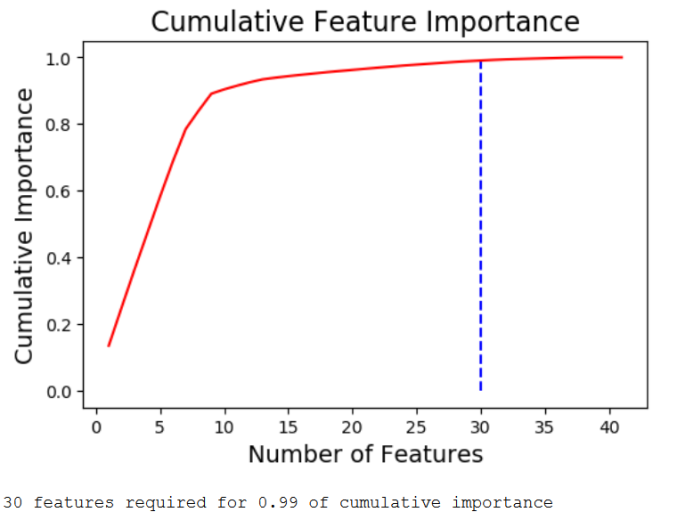 Cumulative Feature Importance
1.0
0.8
0.6
0.4
0.2
0.0
Cumulative Importance
0 5 10 15 20 25 30 35 40
Number of Features
30 features required for 0.99 of cumulative importance